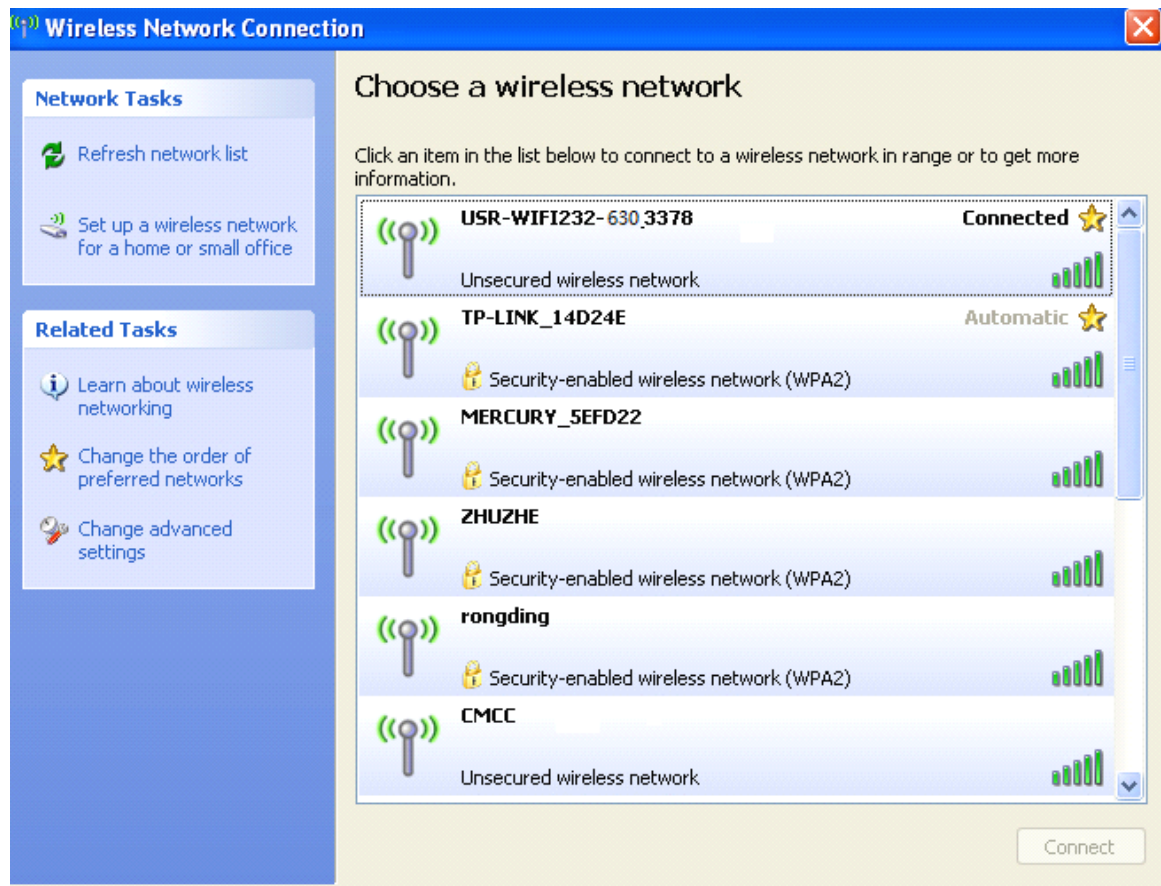 Wireless Network Connection
Network Tasks
Refresh network list
Set up a wireless network
for a home or small office
Related Tasks
Learn about wireless
networking
Change the order of
preferred networks
Change advanced
settings
Choose a wireless network
Click an item in the list below to connect to a wireless network in range or to get more
information.
USR-WIFI232-630_3378 Connected
Unsecured wireless network
TP-LINK_14D24E Automatic
Security-enabled wireless network (WPA2)
MERCURY_5EFD22
Security-enabled wireless network (WPA2)
ZHUZHE
Security-enabled wireless network (WPA2)
rongding
Security-enabled wireless network (WPA2)
CMCC
Unsecured wireless network
Connect